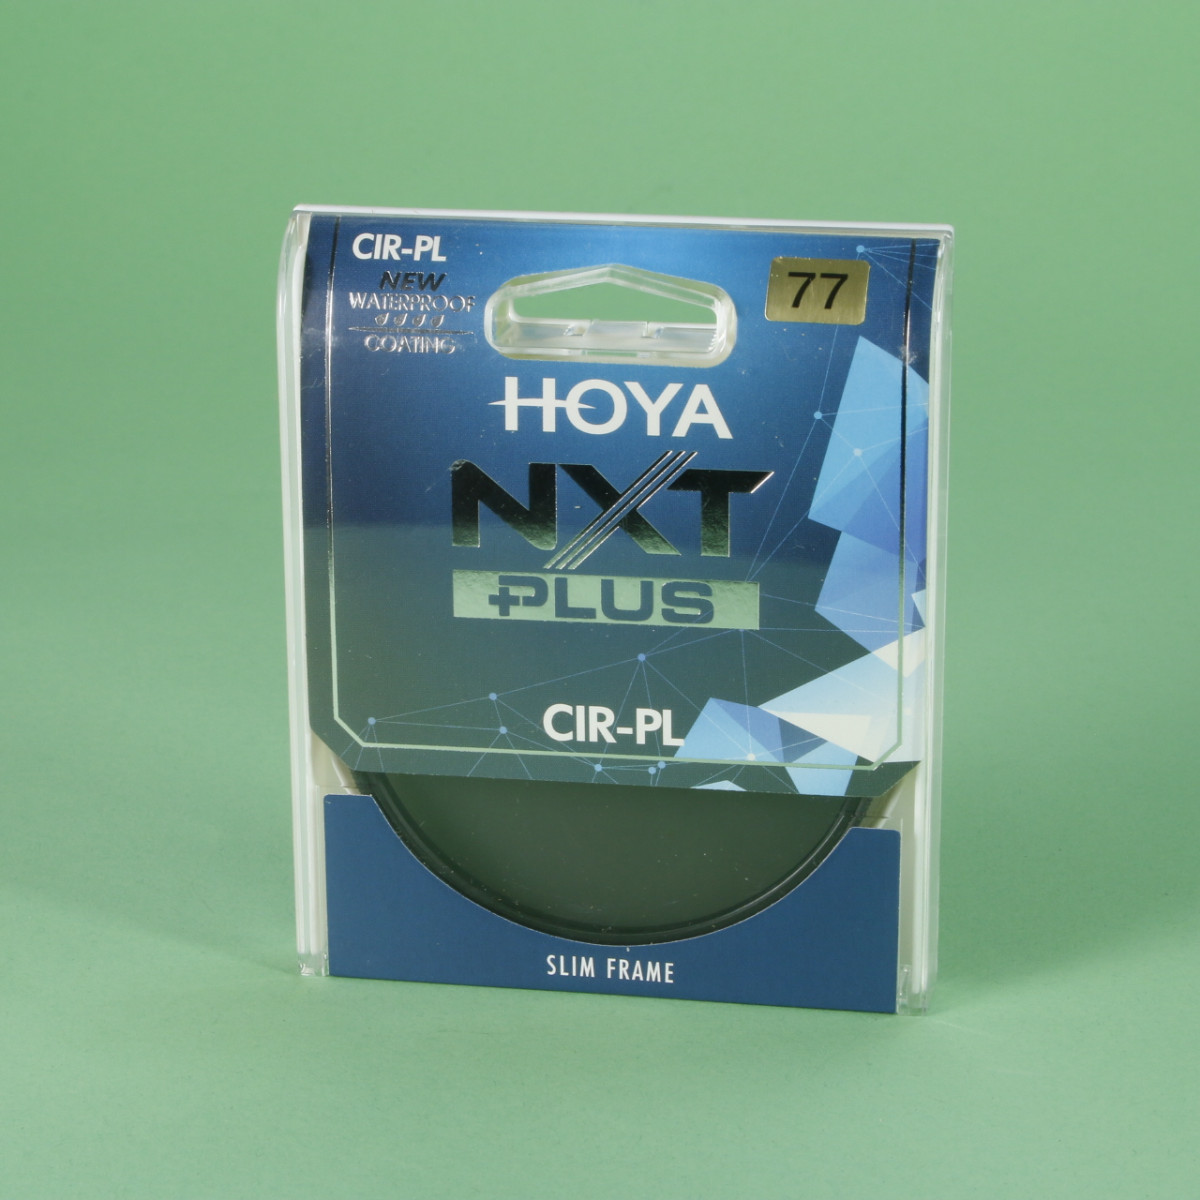 CIR-PL
NEW
WATERPROOF
COATING
77
HOYA
NXT
PLUS
CIR-PL
SLIM FRAME